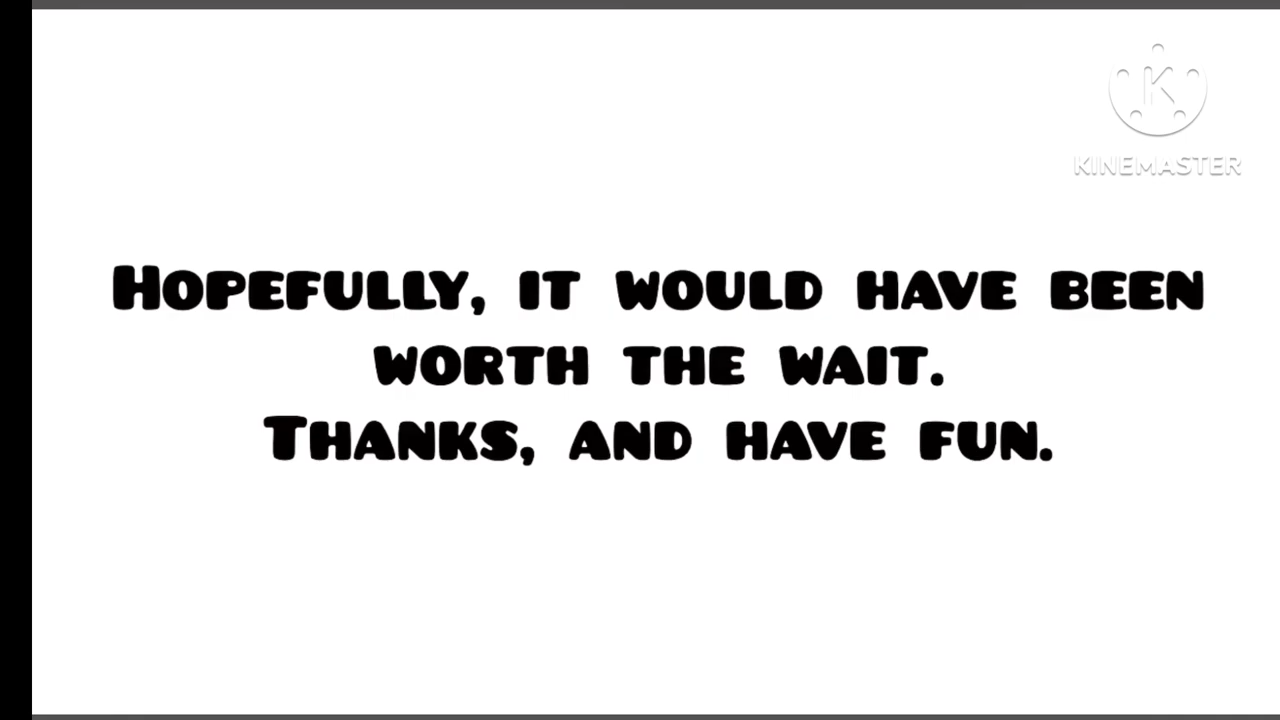 KINEMASTER
Hopefully, it would have been
worth the wait.
Thanks, and have fun.